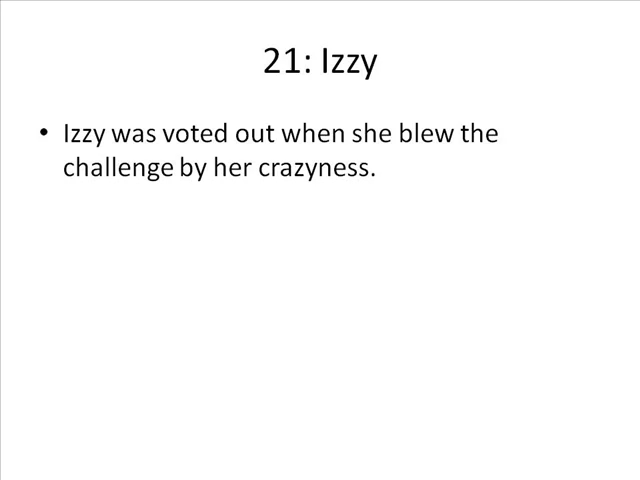 21: Izzy
• Izzy was voted out when she blew the
challenge by her crazyness.